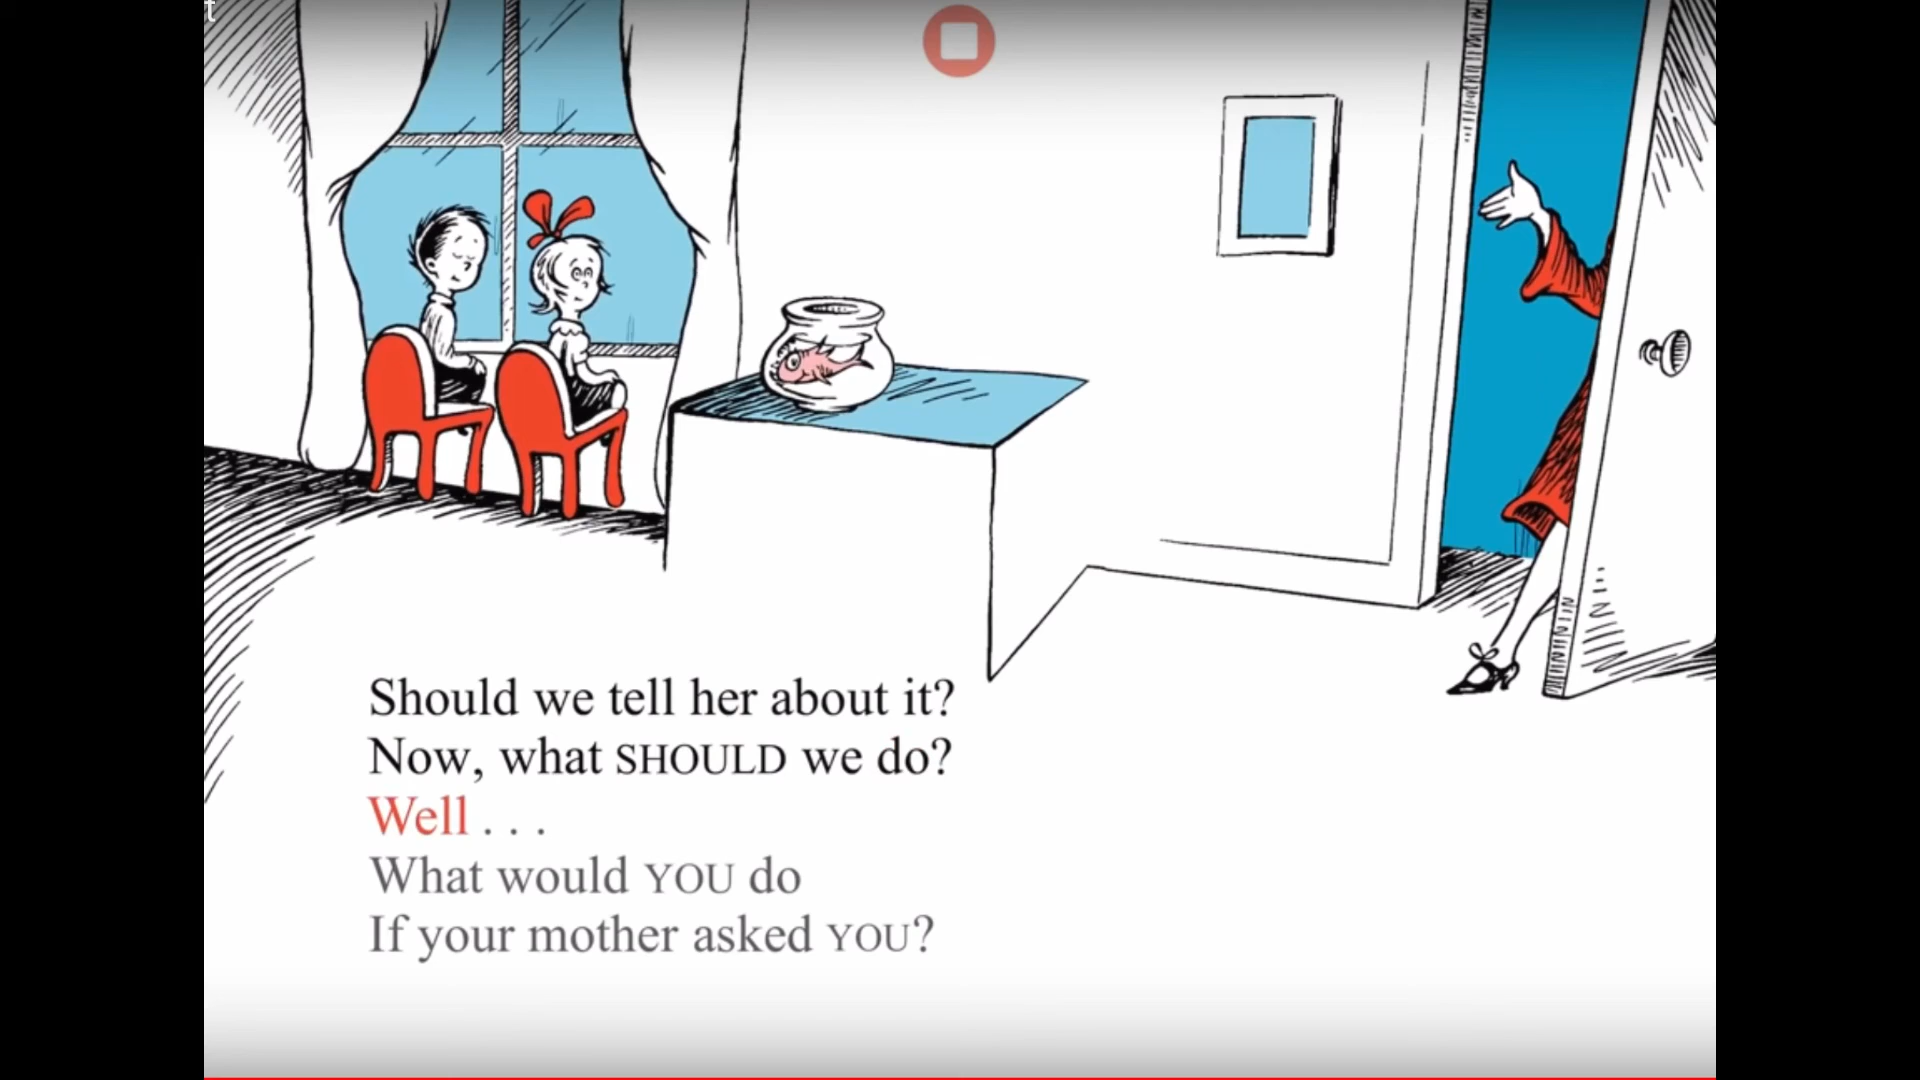 t
Should we tell her about it?
Now, what SHOULD we do?
Well . . .
What would YOU do
If your mother asked YOU?